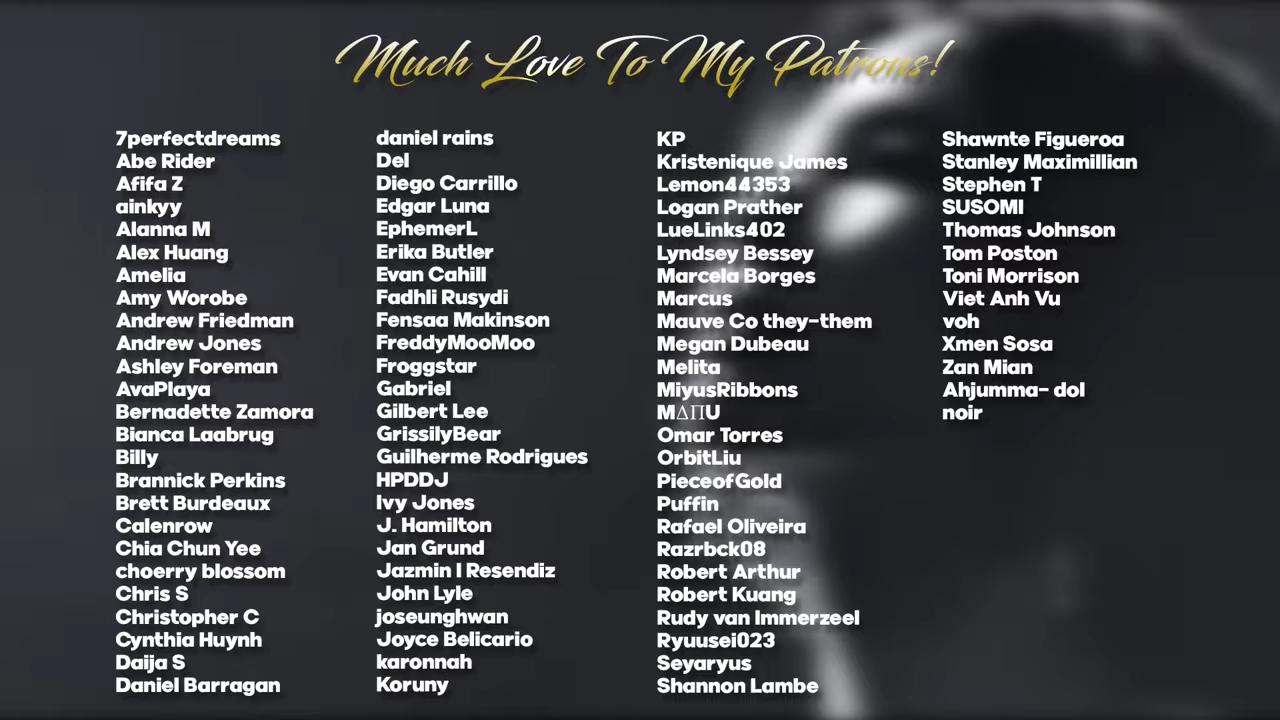 Much Love To My Patrons!
7perfectdreams
Abe Rider
Afifa Z
ainkyy
Alanna M
Alex Huang
Amelia
Amy Worobe
Andrew Friedman
Andrew Jones
Ashley Foreman
AvaPlaya
Bernadette Zamora
Bianca Laabrug
Billy
Brannick Perkins
Brett Burdeaux
Calenrow
Chia Chun Yee
choerry blossom
Chris S
Christopher C
Cynthia Huynh
Daija S
Daniel Barragan
daniel rains
Del
Diego Carrillo
Edgar Luna
EphemerL
Erika Butler
Evan Cahill
Fadhli Rusydi
Fensaa Makinson
FreddyMooMoo
Froggstar
Gabriel
Gilbert Lee
GrissilyBear
Guilherme Rodrigues
HPDDJ
Ivy Jones
J. Hamilton
Jan Grund
Jazmin I Resendiz
John Lyle
joseunghwan
Joyce Belicario
karonnah
Koruny
KP
Kristenique James
Lemon44353
Logan Prather
LueLinks402
Lyndsey Bessey
Marcela Borges
Marcus
Mauve Co they-them
Megan Dubeau
Melita
MiyusRibbons
MΔΠU
Omar Torres
OrbitLiu
PieceofGold
Puffin
Rafael Oliveira
Razrbck08
Robert Arthur
Robert Kuang
Rudy van Immerzeel
Ryuusei023
Seyaryus
Shannon Lambe
Shawnte Figueroa
Stanley Maximillian
Stephen T
SUSOMI
Thomas Johnson
Tom Poston
Toni Morrison
Viet Anh Vu
voh
Xmen Sosa
Zan Mian
Ahjumma- dol
noir